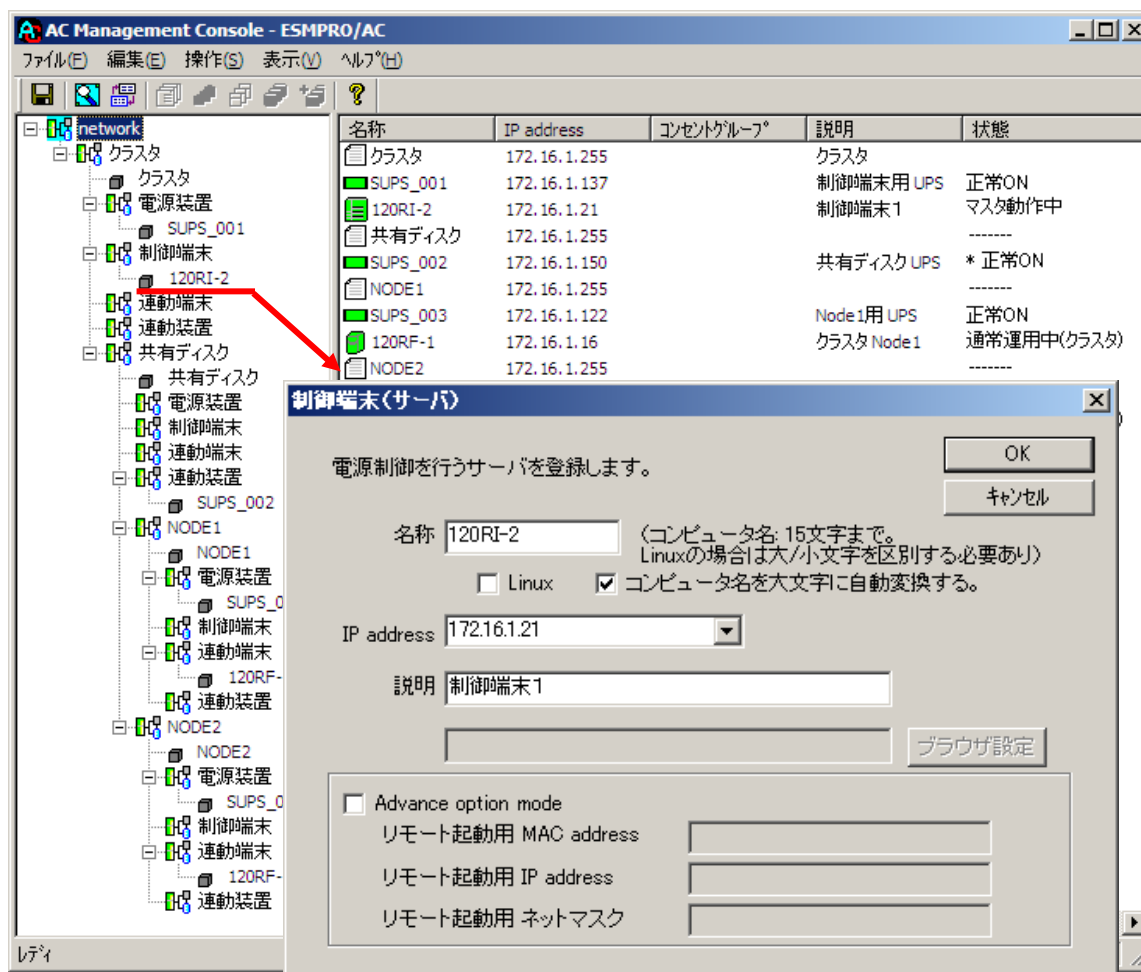 AC Management Console - ESMPRO/AC
ファイル(F) 編集(E) 操作(S) 表示(V) ヘルプ(H)
名称 IP address コンセントグループ 説明 状態
network
クラスタ
クラスタ
電源装置
SUPS_001
制御端末
120RI-2
連動端末
連動装置
共有ディスク
共有ディスク
電源装置
制御端末
連動端末
連動装置
SUPS_002
NODE1
NODE1
電源装置
SUPS_0
制御端末
連動端末
120RF-
連動装置
NODE2
NODE2
電源装置
SUPS_0
制御端末
連動端末
120RF-
連動装置
クラスタ 172.16.1.255 クラスタ
SUPS_001 172.16.1.137 制御端末用 UPS 正常ON
120RI-2 172.16.1.21 制御端末1 マスタ動作中
共有ディスク 172.16.1.255 -------
SUPS_002 172.16.1.150 共有ディスク UPS * 正常ON
NODE1 172.16.1.255 -------
SUPS_003 172.16.1.122 Node1用 UPS 正常ON
120RF-1 172.16.1.16 クラスタ Node1 通常運用中(クラスタ)
NODE2 172.16.1.255 -------
制御端末(サーバ)
電源制御を行うサーバを登録します。
OK
キャンセル
名称 120RI-2 (コンピュータ名: 15文字まで。
Linuxの場合は大/小文字を区別する必要あり)
Linux コンピュータ名を大文字に自動変換する。
IP address 172.16.1.21
説明 制御端末1
ブラウザ設定
Advance option mode
リモート起動用 MAC address
リモート起動用 IP address
リモート起動用 ネットマスク
レディ